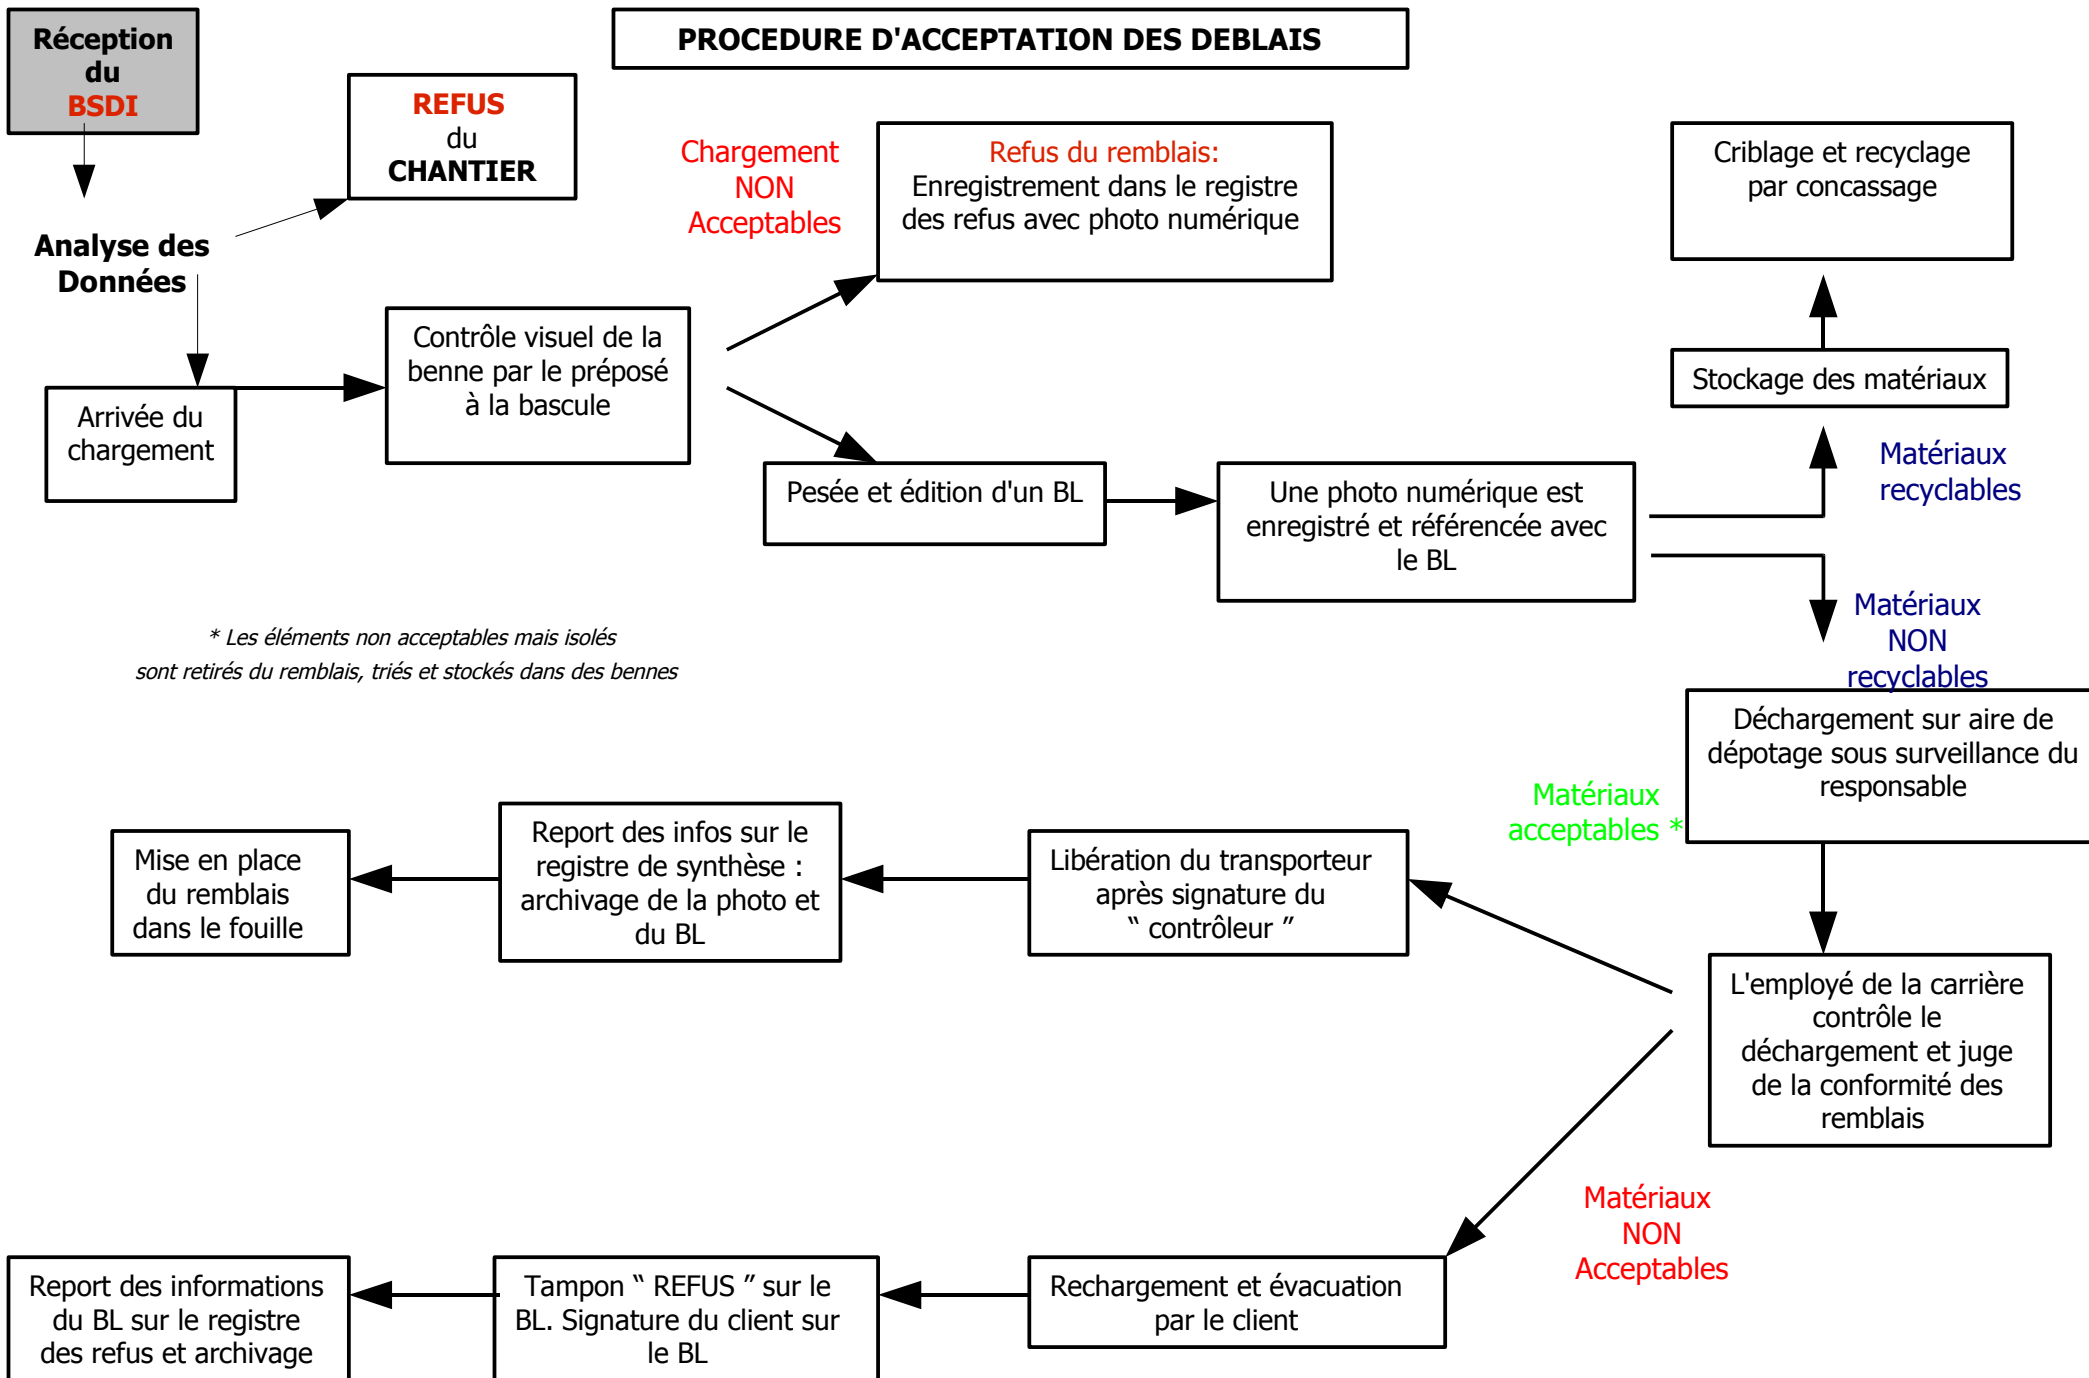 Réception
du
BSDI
PROCEDURE D'ACCEPTATION DES DEBLAIS
REFUS
du
CHANTIER
Chargement
NON
Acceptables
Refus du remblais:
Enregistrement dans le registre
des refus avec photo numérique
Criblage et recyclage
par concassage
Analyse des
Données
Contrôle visuel de la
benne par le préposé
à la bascule
Stockage des matériaux
Arrivée du
chargement
Matériaux
recyclables
Pesée et édition d'un BL
Une photo numérique est
enregistré et référencée avec
le BL
Matériaux
NON
recyclables
* Les éléments non acceptables mais isolés
sont retirés du remblais, triés et stockés dans des bennes
Déchargement sur aire de
dépotage sous surveillance du
responsable
Matériaux
acceptables *
Mise en place
du remblais
dans le fouille
Report des infos sur le
registre de synthèse :
archivage de la photo et
du BL
Libération du transporteur
après signature du
“ contrôleur ”
L'employé de la carrière
contrôle le
déchargement et juge
de la conformité des
remblais
Matériaux
NON
Acceptables
Report des informations
du BL sur le registre
des refus et archivage
Tampon “ REFUS ” sur le
BL. Signature du client sur
le BL
Rechargement et évacuation
par le client